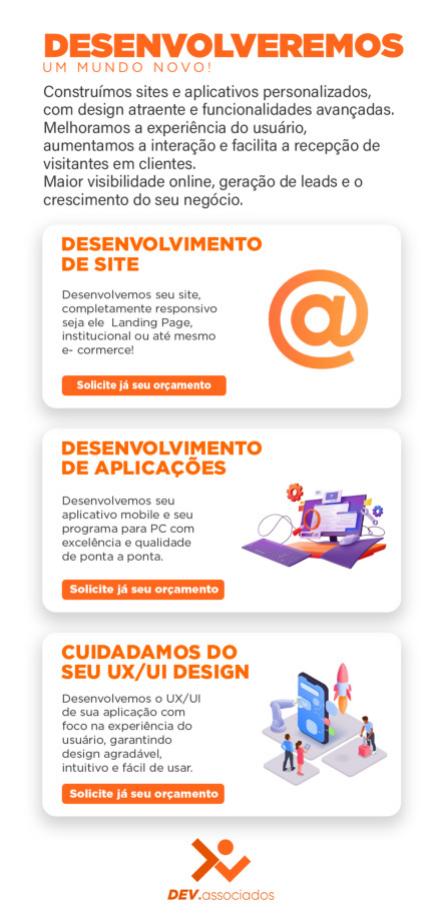 DESENVOLVEREMOS
UM MUNDO NOVO!
Construímos sites e aplicativos personalizados,
com design atraente e funcionalidades avançadas.
Melhoramos a experiência do usuário,
aumentamos a interação e facilita a recepção de
visitantes em clientes.
Maior visibilidade online, geração de leads e o
crescimento do seu negócio.
DESENVOLVIMENTO
DE SITE
Desenvolvemos seu site,
completamente responsivo
seja ele Landing Page,
institucional ou até mesmo
e- cormerce!
@
Solicite já seu orçamento
DESENVOLVIMENTO
DE APLICAÇÕES
Desenvolvemos seu
aplicativo mobile e seu
programa para PC com
excelência e qualidade
de ponta a ponta.
Solicite já seu orçamento
CUIDADAMOS DO
SEU UX/UI DESIGN
Desenvolvemos o UX/UI
de sua aplicação com
foco na experiência do
usuário, garantindo
design agradável,
intuitivo e fácil de usar.
Solicite já seu orçamento
DEV.associados